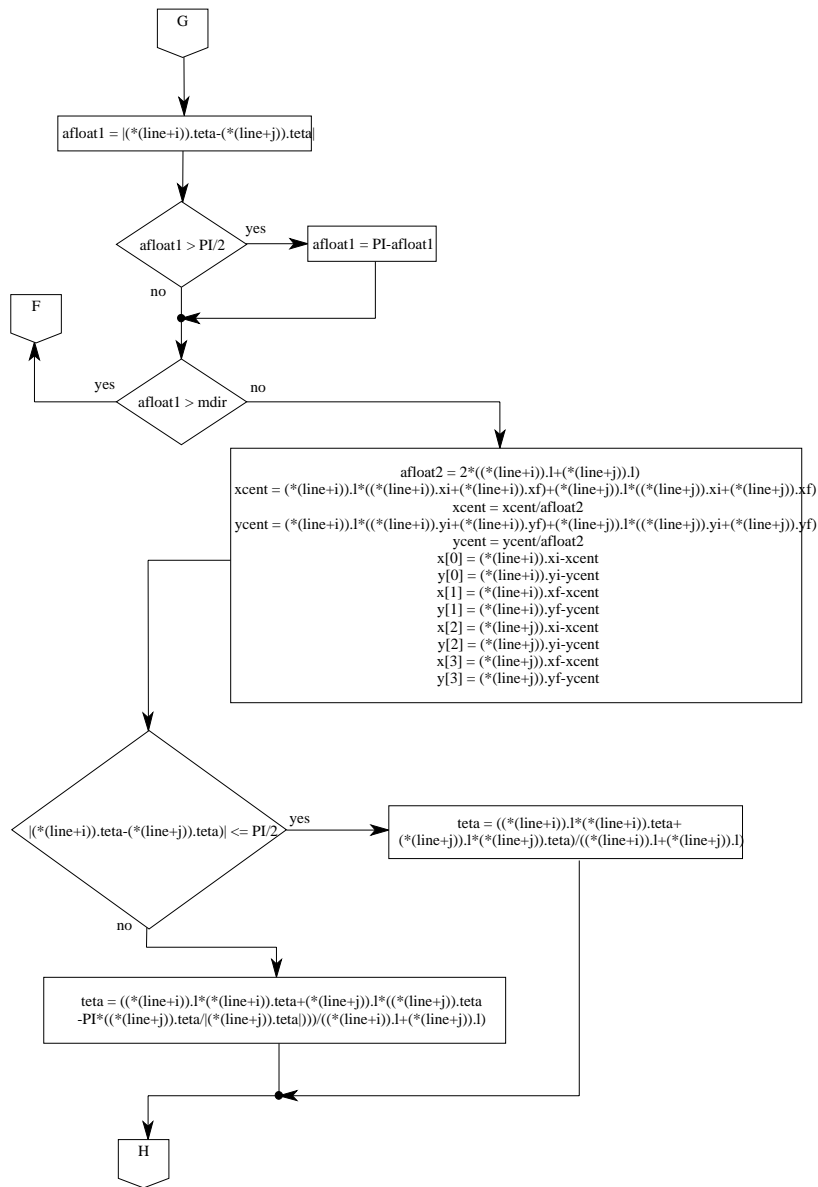 G
afloat1 = |(*(line+i)).teta-(*(line+j)).teta|
afloat1 > PI/2
yes
afloat1 = PI-afloat1
no
F
afloat1 > mdir
yes
no
afloat2 = 2*((*(line+i)).l+(*(line+j)).l)
xcent = (*(line+i)).l*((*(line+i)).xi+(*(line+i)).xf)+(*(line+j)).l*((*(line+j)).xi+(*(line+j)).xf)
xcent = xcent/afloat2
ycent = (*(line+i)).l*((*(line+i)).yi+(*(line+i)).yf)+(*(line+j)).l*((*(line+j)).yi+(*(line+j)).yf)
ycent = ycent/afloat2
x[0] = (*(line+i)).xi-xcent
y[0] = (*(line+i)).yi-ycent
x[1] = (*(line+i)).xf-xcent
y[1] = (*(line+i)).yf-ycent
x[2] = (*(line+j)).xi-xcent
y[2] = (*(line+j)).yi-ycent
x[3] = (*(line+j)).xf-xcent
y[3] = (*(line+j)).yf-ycent
|(*(line+i)).teta-(*(line+j)).teta)| <= PI/2
yes
teta = ((*(line+i)).l*(*(line+i)).teta+
(*(line+j)).l*(*(line+j)).teta)/((*(line+i)).l+(*(line+j)).l)
no
teta = ((*(line+i)).l*(*(line+i)).teta+(*(line+j)).l*((*(line+j)).teta
-PI*((*(line+j)).teta/|(*(line+j)).teta|)))/((*(line+i)).l+(*(line+j)).l)
H